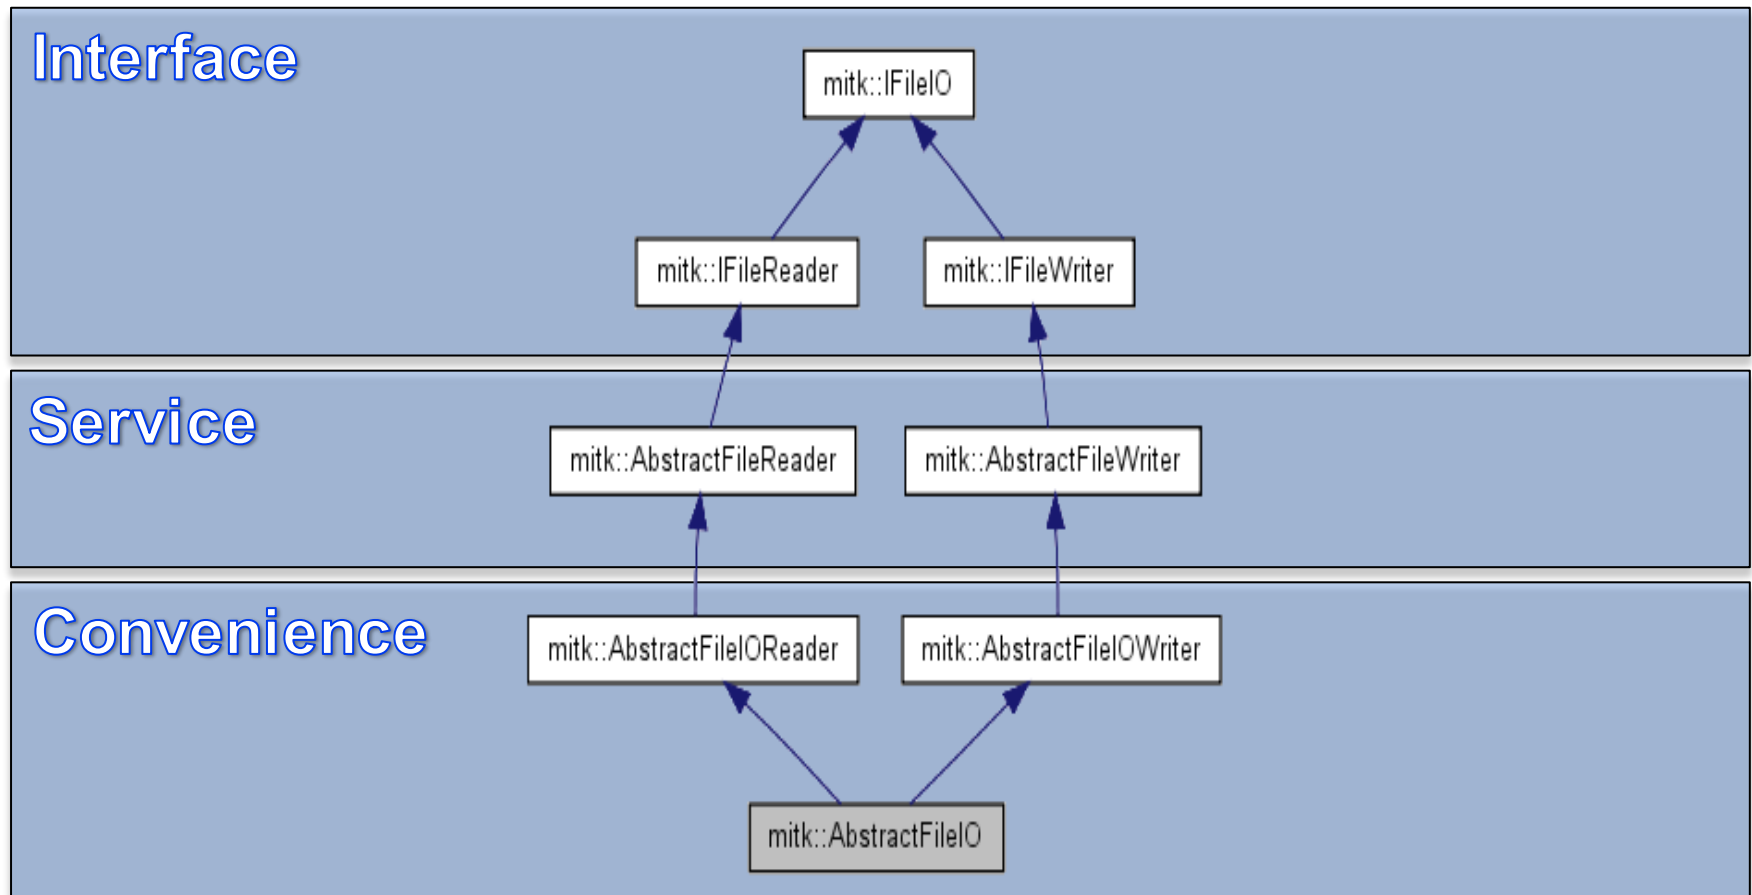 Interface
mitk::IFileIO
mitk::IFileReader
mitk::IFileWriter
Service
mitk::AbstractFileReader
mitk::AbstractFileWriter
Convenience
mitk::AbstractFileIOReader
mitk::AbstractFileIOWriter
mitk::AbstractFileIO